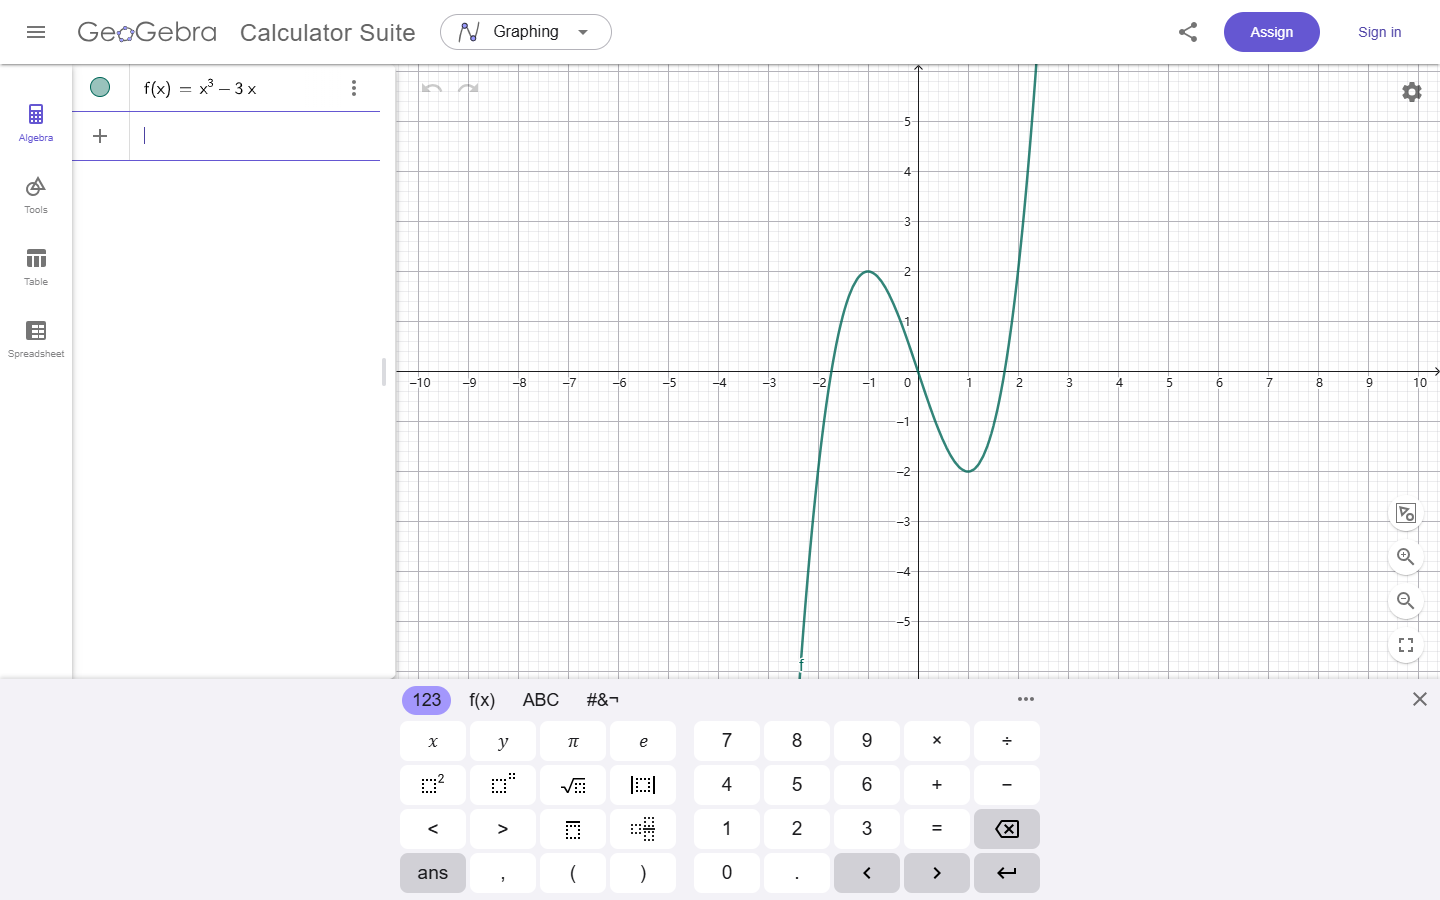 GeoGebra Calculator Suite Graphing Assign Sign in
Algebra
Tools
Table
Spreadsheet
f(x) = x³ − 3 x
5
4
3
2
1
−10 −9 −8 −7 −6 −5 −4 −3 −2 −1 0 1 2 3 4 5 6 7 8 9 10
−1
−2
−3
−4
−5
f
123 f(x) ABC #&¬
x y π e 7 8 9 × ÷
2 4 5 6 + −
< > 1 2 3 =
ans , ( ) 0 . < >